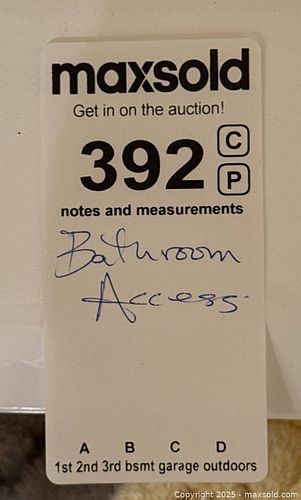 maxsold
Get in on the auction!
392 C
P
notes and measurements
Bathroom
Access.
A B C D
1st 2nd 3rd bsmt garage outdoors
Copyright 2025 - maxsold.com